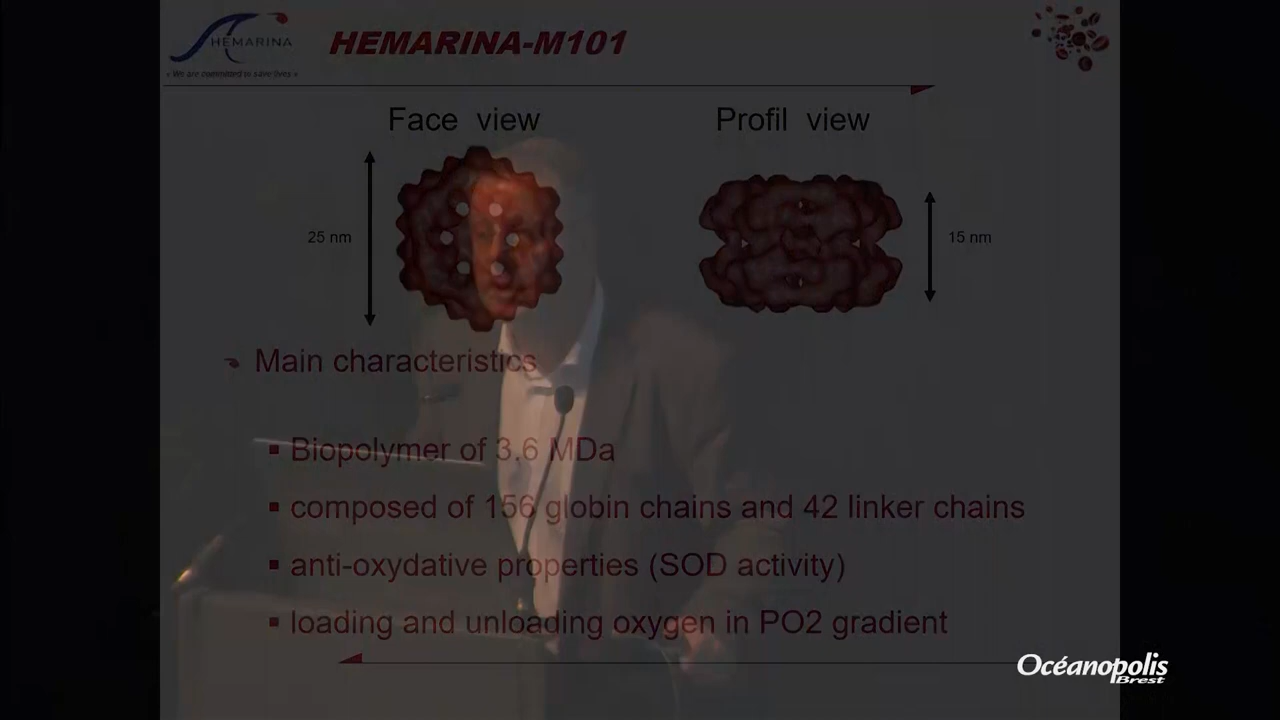 HEMARINA
« We are committed to save lives »
HEMARINA-M101
Face view
Profil view
25 nm
15 nm
Main characteristics
Biopolymer of 3.6 MDa
composed of 156 globin chains and 42 linker chains
anti-oxydative properties (SOD activity)
loading and unloading oxygen in PO2 gradient
Océanopolis
Brest